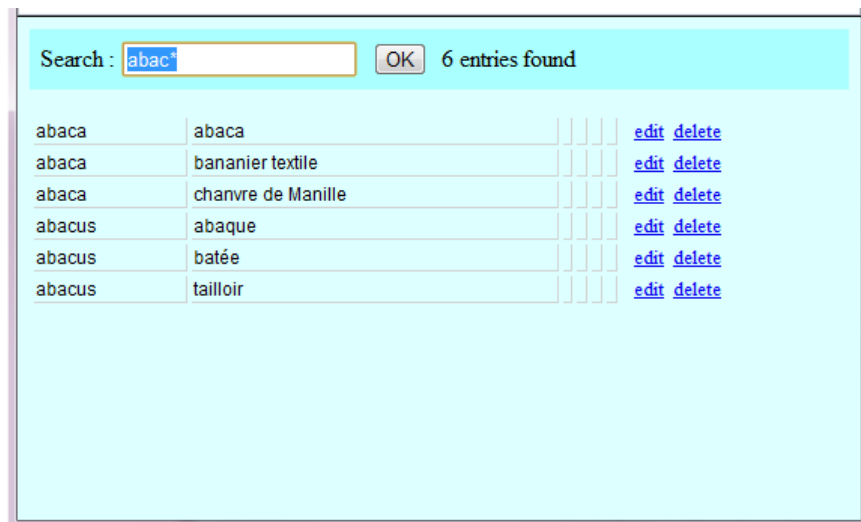 Search : abac* OK 6 entries found
abaca abaca edit delete
abaca bananier textile edit delete
abaca chanvre de Manille edit delete
abacus abaque edit delete
abacus batée edit delete
abacus tailloir edit delete